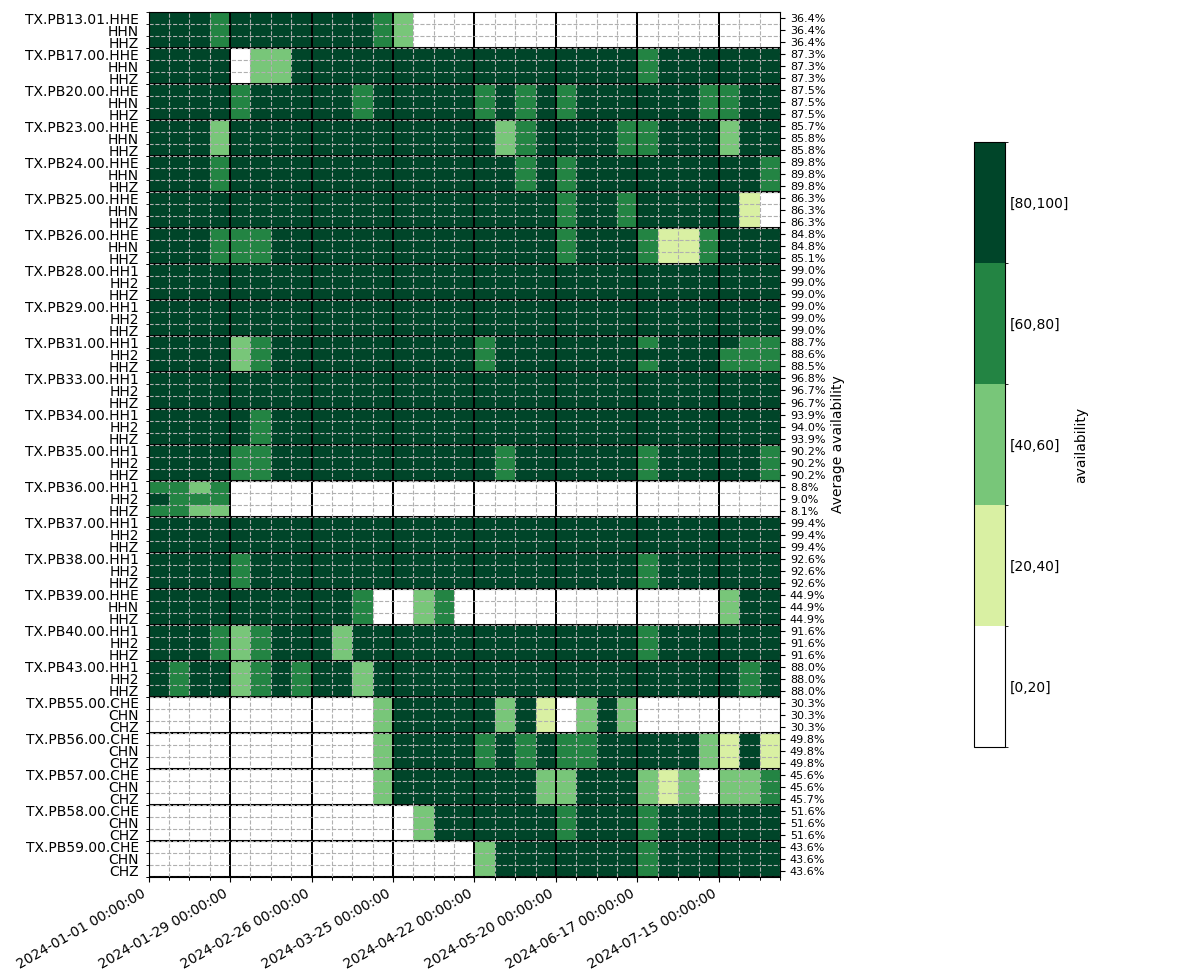 TX.PB13.01.HHE 36.4%
HHN 36.4%
HHZ 36.4%
TX.PB17.00.HHE 87.3%
HHN 87.3%
HHZ 87.3%
TX.PB20.00.HHE 87.5%
HHN 87.5%
HHZ 87.5%
TX.PB23.00.HHE 85.7%
HHN 85.8%
HHZ 85.8%
TX.PB24.00.HHE 89.8%
HHN 89.8%
HHZ 89.8%
TX.PB25.00.HHE 86.3%
HHN 86.3%
HHZ 86.3%
TX.PB26.00.HHE 84.8%
HHN 84.8%
HHZ 85.1%
TX.PB28.00.HH1 99.0%
HH2 99.0%
HHZ 99.0%
TX.PB29.00.HH1 99.0%
HH2 99.0%
HHZ 99.0%
TX.PB31.00.HH1 88.7%
HH2 88.6%
HHZ 88.5%
TX.PB33.00.HH1 96.8%
HH2 96.7%
HHZ 96.7%
TX.PB34.00.HH1 93.9%
HH2 94.0%
HHZ 93.9%
TX.PB35.00.HH1 90.2%
HH2 90.2%
HHZ 90.2%
TX.PB36.00.HH1 8.8%
HH2 9.0%
HHZ 8.1%
TX.PB37.00.HH1 99.4%
HH2 99.4%
HHZ 99.4%
TX.PB38.00.HH1 92.6%
HH2 92.6%
HHZ 92.6%
TX.PB39.00.HHE 44.9%
HHN 44.9%
HHZ 44.9%
TX.PB40.00.HH1 91.6%
HH2 91.6%
HHZ 91.6%
TX.PB43.00.HH1 88.0%
HH2 88.0%
HHZ 88.0%
TX.PB55.00.CHE 30.3%
CHN 30.3%
CHZ 30.3%
TX.PB56.00.CHE 49.8%
CHN 49.8%
CHZ 49.8%
TX.PB57.00.CHE 45.6%
CHN 45.6%
CHZ 45.7%
TX.PB58.00.CHE 51.6%
CHN 51.6%
CHZ 51.6%
TX.PB59.00.CHE 43.6%
CHN 43.6%
CHZ 43.6%
2024-01-01 00:00:00
2024-01-29 00:00:00
2024-02-26 00:00:00
2024-03-25 00:00:00
2024-04-22 00:00:00
2024-05-20 00:00:00
2024-06-17 00:00:00
2024-07-15 00:00:00
Average availability
[80,100]
[60,80]
[40,60]
[20,40]
[0,20]
availability